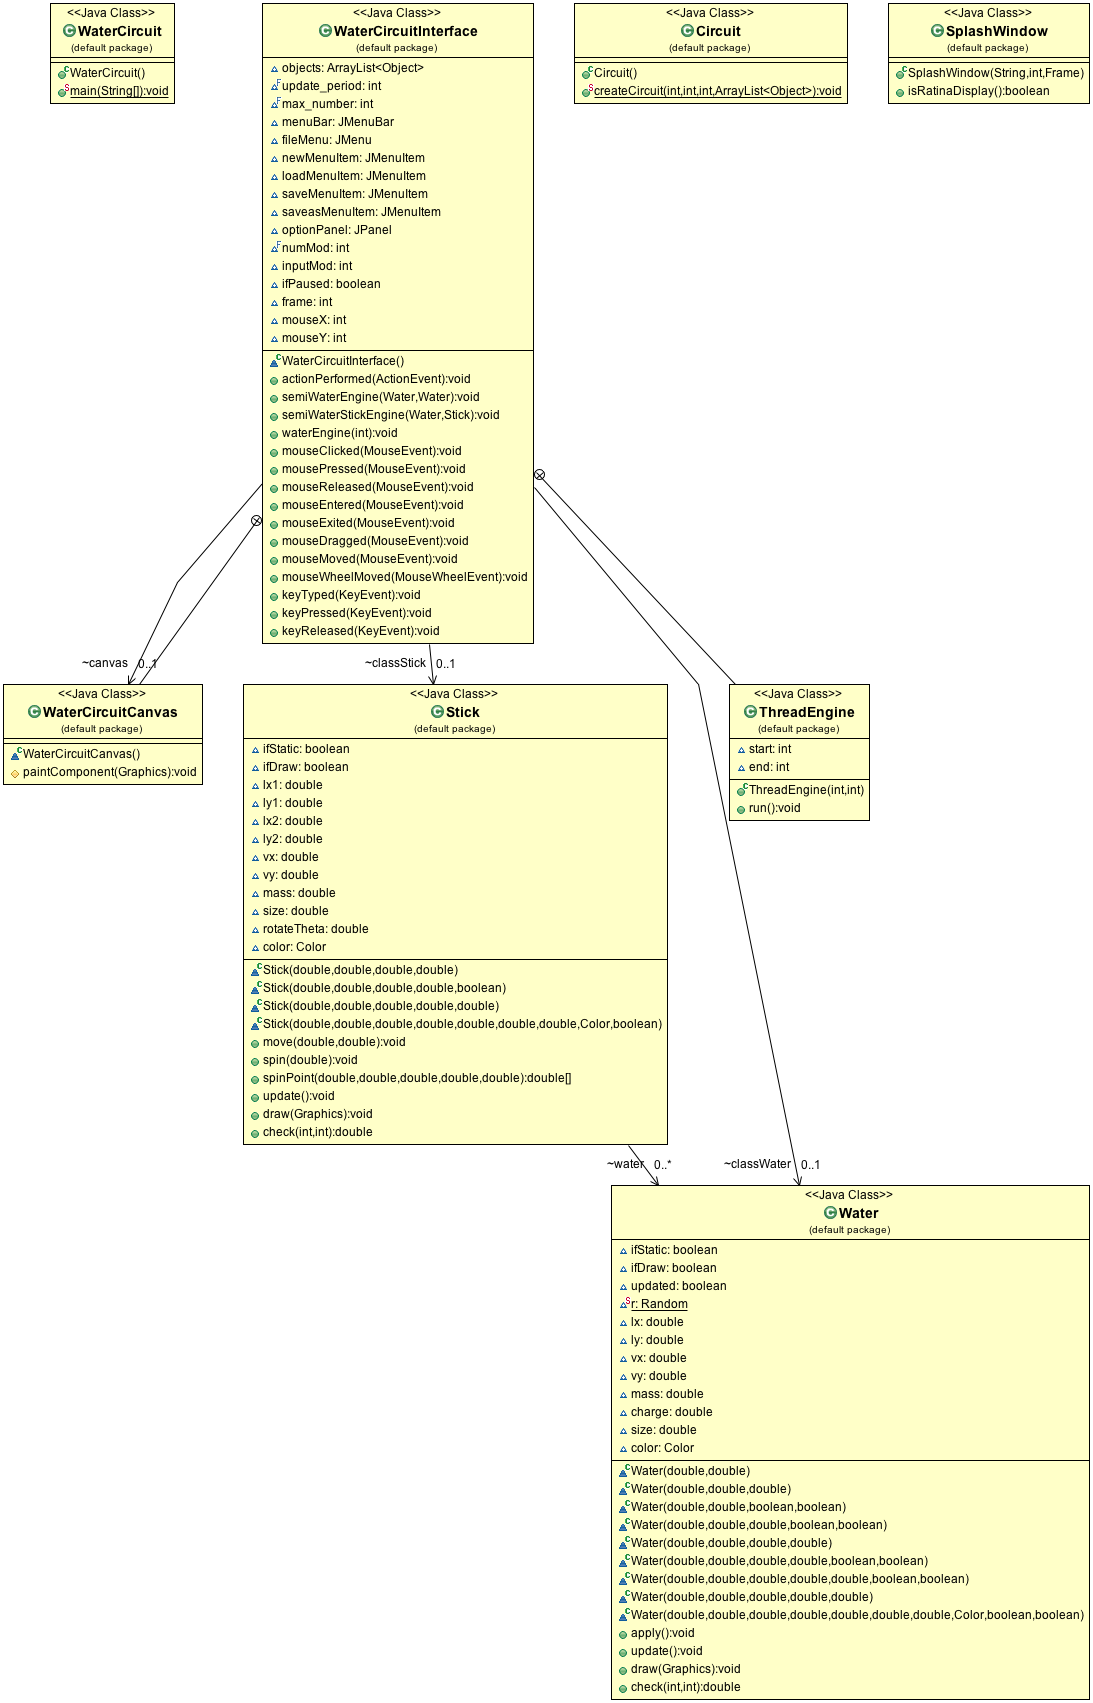 <<Java Class>>
WaterCircuit
(default package)
WaterCircuit()
main(String[]):void
<<Java Class>>
WaterCircuitInterface
(default package)
objects: ArrayList<Object>
update_period: int
max_number: int
menuBar: JMenuBar
fileMenu: JMenu
newMenuItem: JMenuItem
loadMenuItem: JMenuItem
saveMenuItem: JMenuItem
saveasMenuItem: JMenuItem
optionPanel: JPanel
numMod: int
inputMod: int
ifPaused: boolean
frame: int
mouseX: int
mouseY: int
WaterCircuitInterface()
actionPerformed(ActionEvent):void
semiWaterEngine(Water,Water):void
semiWaterStickEngine(Water,Stick):void
waterEngine(int):void
mouseClicked(MouseEvent):void
mousePressed(MouseEvent):void
mouseReleased(MouseEvent):void
mouseEntered(MouseEvent):void
mouseExited(MouseEvent):void
mouseDragged(MouseEvent):void
mouseMoved(MouseEvent):void
mouseWheelMoved(MouseWheelEvent):void
keyTyped(KeyEvent):void
keyPressed(KeyEvent):void
keyReleased(KeyEvent):void
<<Java Class>>
Circuit
(default package)
Circuit()
createCircuit(int,int,int,ArrayList<Object>):void
<<Java Class>>
SplashWindow
(default package)
SplashWindow(String,int,Frame)
isRatinaDisplay():boolean
~canvas 0..1
~classStick 0..1
<<Java Class>>
WaterCircuitCanvas
(default package)
WaterCircuitCanvas()
paintComponent(Graphics):void
<<Java Class>>
Stick
(default package)
ifStatic: boolean
ifDraw: boolean
lx1: double
ly1: double
lx2: double
ly2: double
vx: double
vy: double
mass: double
size: double
rotateTheta: double
color: Color
Stick(double,double,double,double)
Stick(double,double,double,double,boolean)
Stick(double,double,double,double,double)
Stick(double,double,double,double,double,double,double,Color,boolean)
move(double,double):void
spin(double):void
spinPoint(double,double,double,double,double):double[]
update():void
draw(Graphics):void
check(int,int):double
<<Java Class>>
ThreadEngine
(default package)
start: int
end: int
ThreadEngine(int,int)
run():void
~water 0..*
~classWater 0..1
<<Java Class>>
Water
(default package)
ifStatic: boolean
ifDraw: boolean
updated: boolean
r: Random
lx: double
ly: double
vx: double
vy: double
mass: double
charge: double
size: double
color: Color
Water(double,double)
Water(double,double,double)
Water(double,double,boolean,boolean)
Water(double,double,double,boolean,boolean)
Water(double,double,double,double)
Water(double,double,double,double,boolean,boolean)
Water(double,double,double,double,double,boolean,boolean)
Water(double,double,double,double,double)
Water(double,double,double,double,double,double,double,Color,boolean,boolean)
apply():void
update():void
draw(Graphics):void
check(int,int):double